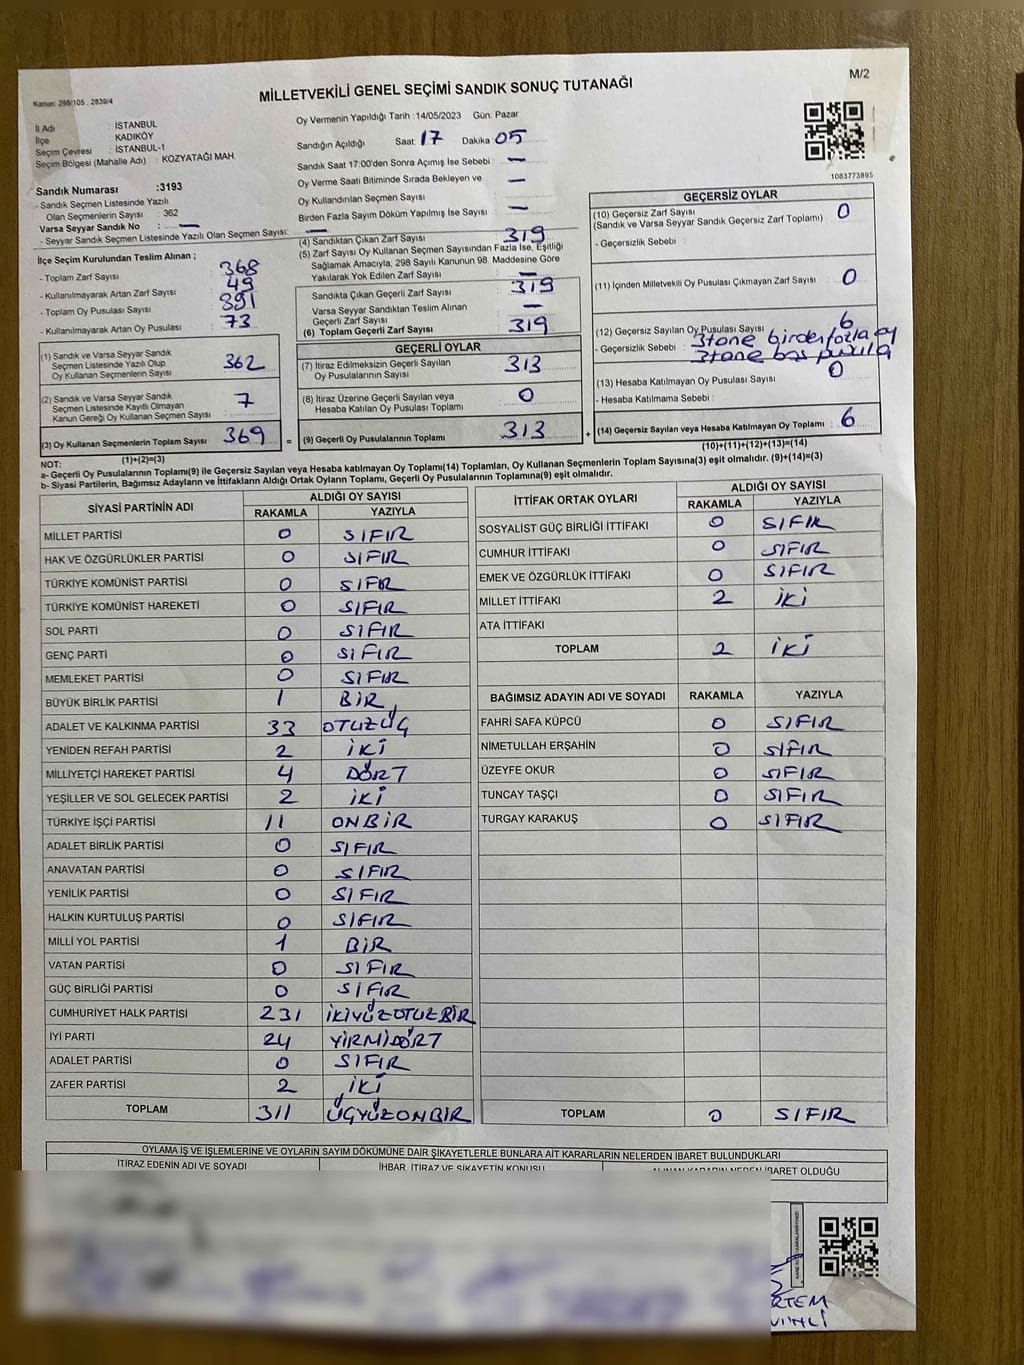 M/2
Kanun: 298/105 , 2839/4
MİLLETVEKİLİ GENEL SEÇİMİ SANDIK SONUÇ TUTANAĞI
İl Adı : İSTANBUL
İlçe : KADIKÖY
Seçim Çevresi : İSTANBUL-1
Seçim Bölgesi (Mahalle Adı) : KOZYATAĞI MAH.
Sandık Numarası :3193
- Sandık Seçmen Listesinde Yazılı
Olan Seçmenlerin Sayısı : 362
Varsa Seyyar Sandık No : —
- Seyyar Sandık Seçmen Listesinde Yazılı Olan Seçmen Sayısı: —
İlçe Seçim Kurulundan Teslim Alınan ;
- Toplam Zarf Sayısı : 368
- Kullanılmayarak Artan Zarf Sayısı : 49
- Toplam Oy Pusulası Sayısı : 891
- Kullanılmayarak Artan Oy Pusulası : 73
Oy Vermenin Yapıldığı Tarih :14/05/2023 Gün. Pazar
Sandığın Açıldığı Saat: 17 Dakika 05
Sandık Saat 17:00'den Sonra Açımış İse Sebebi : —
Oy Verme Saati Bitiminde Sırada Bekleyen ve
Oy Kullandırılan Seçmen Sayısı : —
Birden Fazla Sayım Döküm Yapılmış İse Sayısı : —
(4) Sandıktan Çıkan Zarf Sayısı : 319
(5) Zarf Sayısı Oy Kullanan Seçmen Sayısından Fazla İse, Eşitliği
Sağlamak Amacıyla; 298 Sayılı Kanunun 98. Maddesine Göre
Yakılarak Yok Edilen Zarf Sayısı : —
Sandıkta Çıkan Geçerli Zarf Sayısı : 319
Varsa Seyyar Sandıktan Teslim Alınan
Geçerli Zarf Sayısı : —
(6) Toplam Geçerli Zarf Sayısı : 319
1083773895
GEÇERSİZ OYLAR
(10) Geçersiz Zarf Sayısı : 0
(Sandık ve Varsa Seyyar Sandık Geçersiz Zarf Toplamı)
- Geçersizlik Sebebi :
(11) İçinden Milletvekili Oy Pusulası Çıkmayan Zarf Sayısı : 0
(12) Geçersiz Sayılan Oy Pusulası Sayısı : 6
- Geçersizlik Sebebi : 3tane birden fazla oy
3tane boş pusula
(13) Hesaba Katılmayan Oy Pusulası Sayısı : 0
- Hesaba Katılmama Sebebi :
(14) Geçersiz Sayılan veya Hesaba Katılmayan Oy Toplamı : 6
(10)+(11)+(12)+(13)=(14)
(1) Sandık ve Varsa Seyyar Sandık
Seçmen Listesinde Yazılı Olup
Oy Kullanan Seçmenlerin Sayısı : 362
(2) Sandık ve Varsa Seyyar Sandık
Seçmen Listesinde Kayıtlı Olmayan
Kanun Gereği Oy Kullanan Seçmen Sayısı : 7
(3) Oy Kullanan Seçmenlerin Toplam Sayısı : 369 =
(1)+(2)=(3)
GEÇERLİ OYLAR
(7) İtiraz Edilmeksizin Geçerli Sayılan
Oy Pusulalarının Sayısı : 313
(8) İtiraz Üzerine Geçerli Sayılan veya
Hesaba Katılan Oy Pusulası Toplamı : 0
(9) Geçerli Oy Pusulalarının Toplamı : 313 +
NOT:
a- Geçerli Oy Pusulalarının Toplamı(9) ile Geçersiz Sayılan veya Hesaba katılmayan Oy Toplamı(14) Toplamları, Oy Kullanan Seçmenlerin Toplam Sayısına(3) eşit olmalıdır. (9)+(14)=(3)
b- Siyasi Partilerin, Bağımsız Adayların ve İttifakların Aldığı Ortak Oyların Toplamı, Geçerli Oy Pusulalarının Toplamına(9) eşit olmalıdır.
SİYASİ PARTİNİN ADI ALDIĞI OY SAYISI
RAKAMLA YAZIYLA
MİLLET PARTİSİ 0 SIFIR
HAK VE ÖZGÜRLÜKLER PARTİSİ 0 SIFIR
TÜRKİYE KOMÜNİST PARTİSİ 0 SIFIR
TÜRKİYE KOMÜNİST HAREKETİ 0 SIFIR
SOL PARTİ 0 SIFIR
GENÇ PARTİ 0 SIFIR
MEMLEKET PARTİSİ 0 SIFIR
BÜYÜK BİRLİK PARTİSİ 1 BİR
ADALET VE KALKINMA PARTİSİ 33 OTUZÜÇ
YENİDEN REFAH PARTİSİ 2 İKİ
MİLLİYETÇİ HAREKET PARTİSİ 4 DÖRT
YEŞİLLER VE SOL GELECEK PARTİSİ 2 İKİ
TÜRKİYE İŞÇİ PARTİSİ 11 ONBİR
ADALET BİRLİK PARTİSİ 0 SIFIR
ANAVATAN PARTİSİ 0 SIFIR
YENİLİK PARTİSİ 0 SIFIR
HALKIN KURTULUŞ PARTİSİ 0 SIFIR
MİLLİ YOL PARTİSİ 1 BİR
VATAN PARTİSİ 0 SIFIR
GÜÇ BİRLİĞİ PARTİSİ 0 SIFIR
CUMHURİYET HALK PARTİSİ 231 İKİYÜZOTUZBİR
İYİ PARTİ 24 YİRMİDÖRT
ADALET PARTİSİ 0 SIFIR
ZAFER PARTİSİ 2 İKİ
TOPLAM 311 ÜÇYÜZONBİR
İTTİFAK ORTAK OYLARI ALDIĞI OY SAYISI
RAKAMLA YAZIYLA
SOSYALİST GÜÇ BİRLİĞİ İTTİFAKI 0 SIFIR
CUMHUR İTTİFAKI 0 SIFIR
EMEK VE ÖZGÜRLÜK İTTİFAKI 0 SIFIR
MİLLET İTTİFAKI 2 İKİ
ATA İTTİFAKI
TOPLAM 2 İKİ
BAĞIMSIZ ADAYIN ADI VE SOYADI RAKAMLA YAZIYLA
FAHRİ SAFA KÜPCÜ 0 SIFIR
NİMETULLAH ERŞAHİN 0 SIFIR
ÜZEYFE OKUR 0 SIFIR
TUNCAY TAŞÇI 0 SIFIR
TURGAY KARAKUŞ 0 SIFIR
TOPLAM 0 SIFIR
OYLAMA İŞ VE İŞLEMLERİNE VE OYLARIN SAYIM DÖKÜMÜNE DAİR ŞİKAYETLERLE BUNLARA AİT KARARLARIN NELERDEN İBARET BULUNDUKLARI
İTİRAZ EDENİN ADI VE SOYADI İHBAR, İTİRAZ VE ŞİKAYETİN KONUSU ALINAN KARARIN NEDEN İBARET OLDUĞU